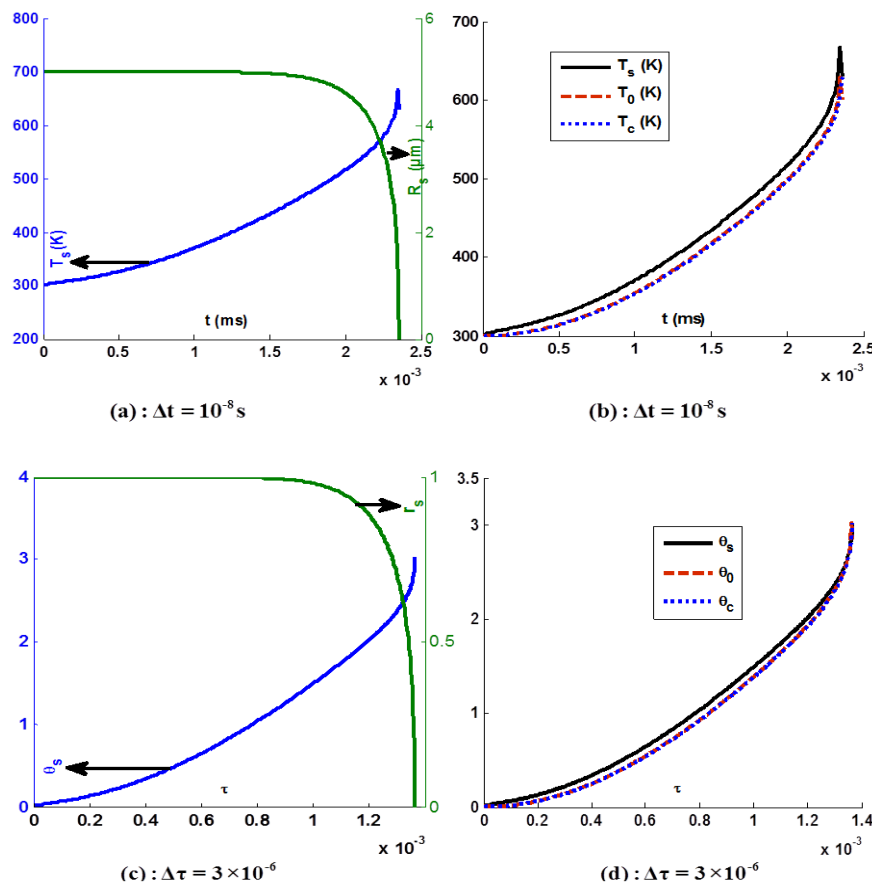 800
700
600
500
400
300
200
T_s (K)
6
4
2
0
R_s (μm)
t (ms)
0 0.5 1 1.5 2 2.5
x 10⁻³
(a) : Δt = 10⁻⁸ s
700
600
500
400
300
T_s (K)
T_0 (K)
T_c (K)
t (ms)
0 0.5 1 1.5 2 2.5
x 10⁻³
(b) : Δt = 10⁻⁸ s
4
3
2
1
0
θ_s
1
0.5
0
r_s
τ
0 0.2 0.4 0.6 0.8 1 1.2
x 10⁻³
(c) : Δτ = 3 ×10⁻⁶
3.5
3
2
1
0
θ_s
θ_0
θ_c
τ
0 0.2 0.4 0.6 0.8 1 1.2 1.4
x 10⁻³
(d) : Δτ = 3 ×10⁻⁶